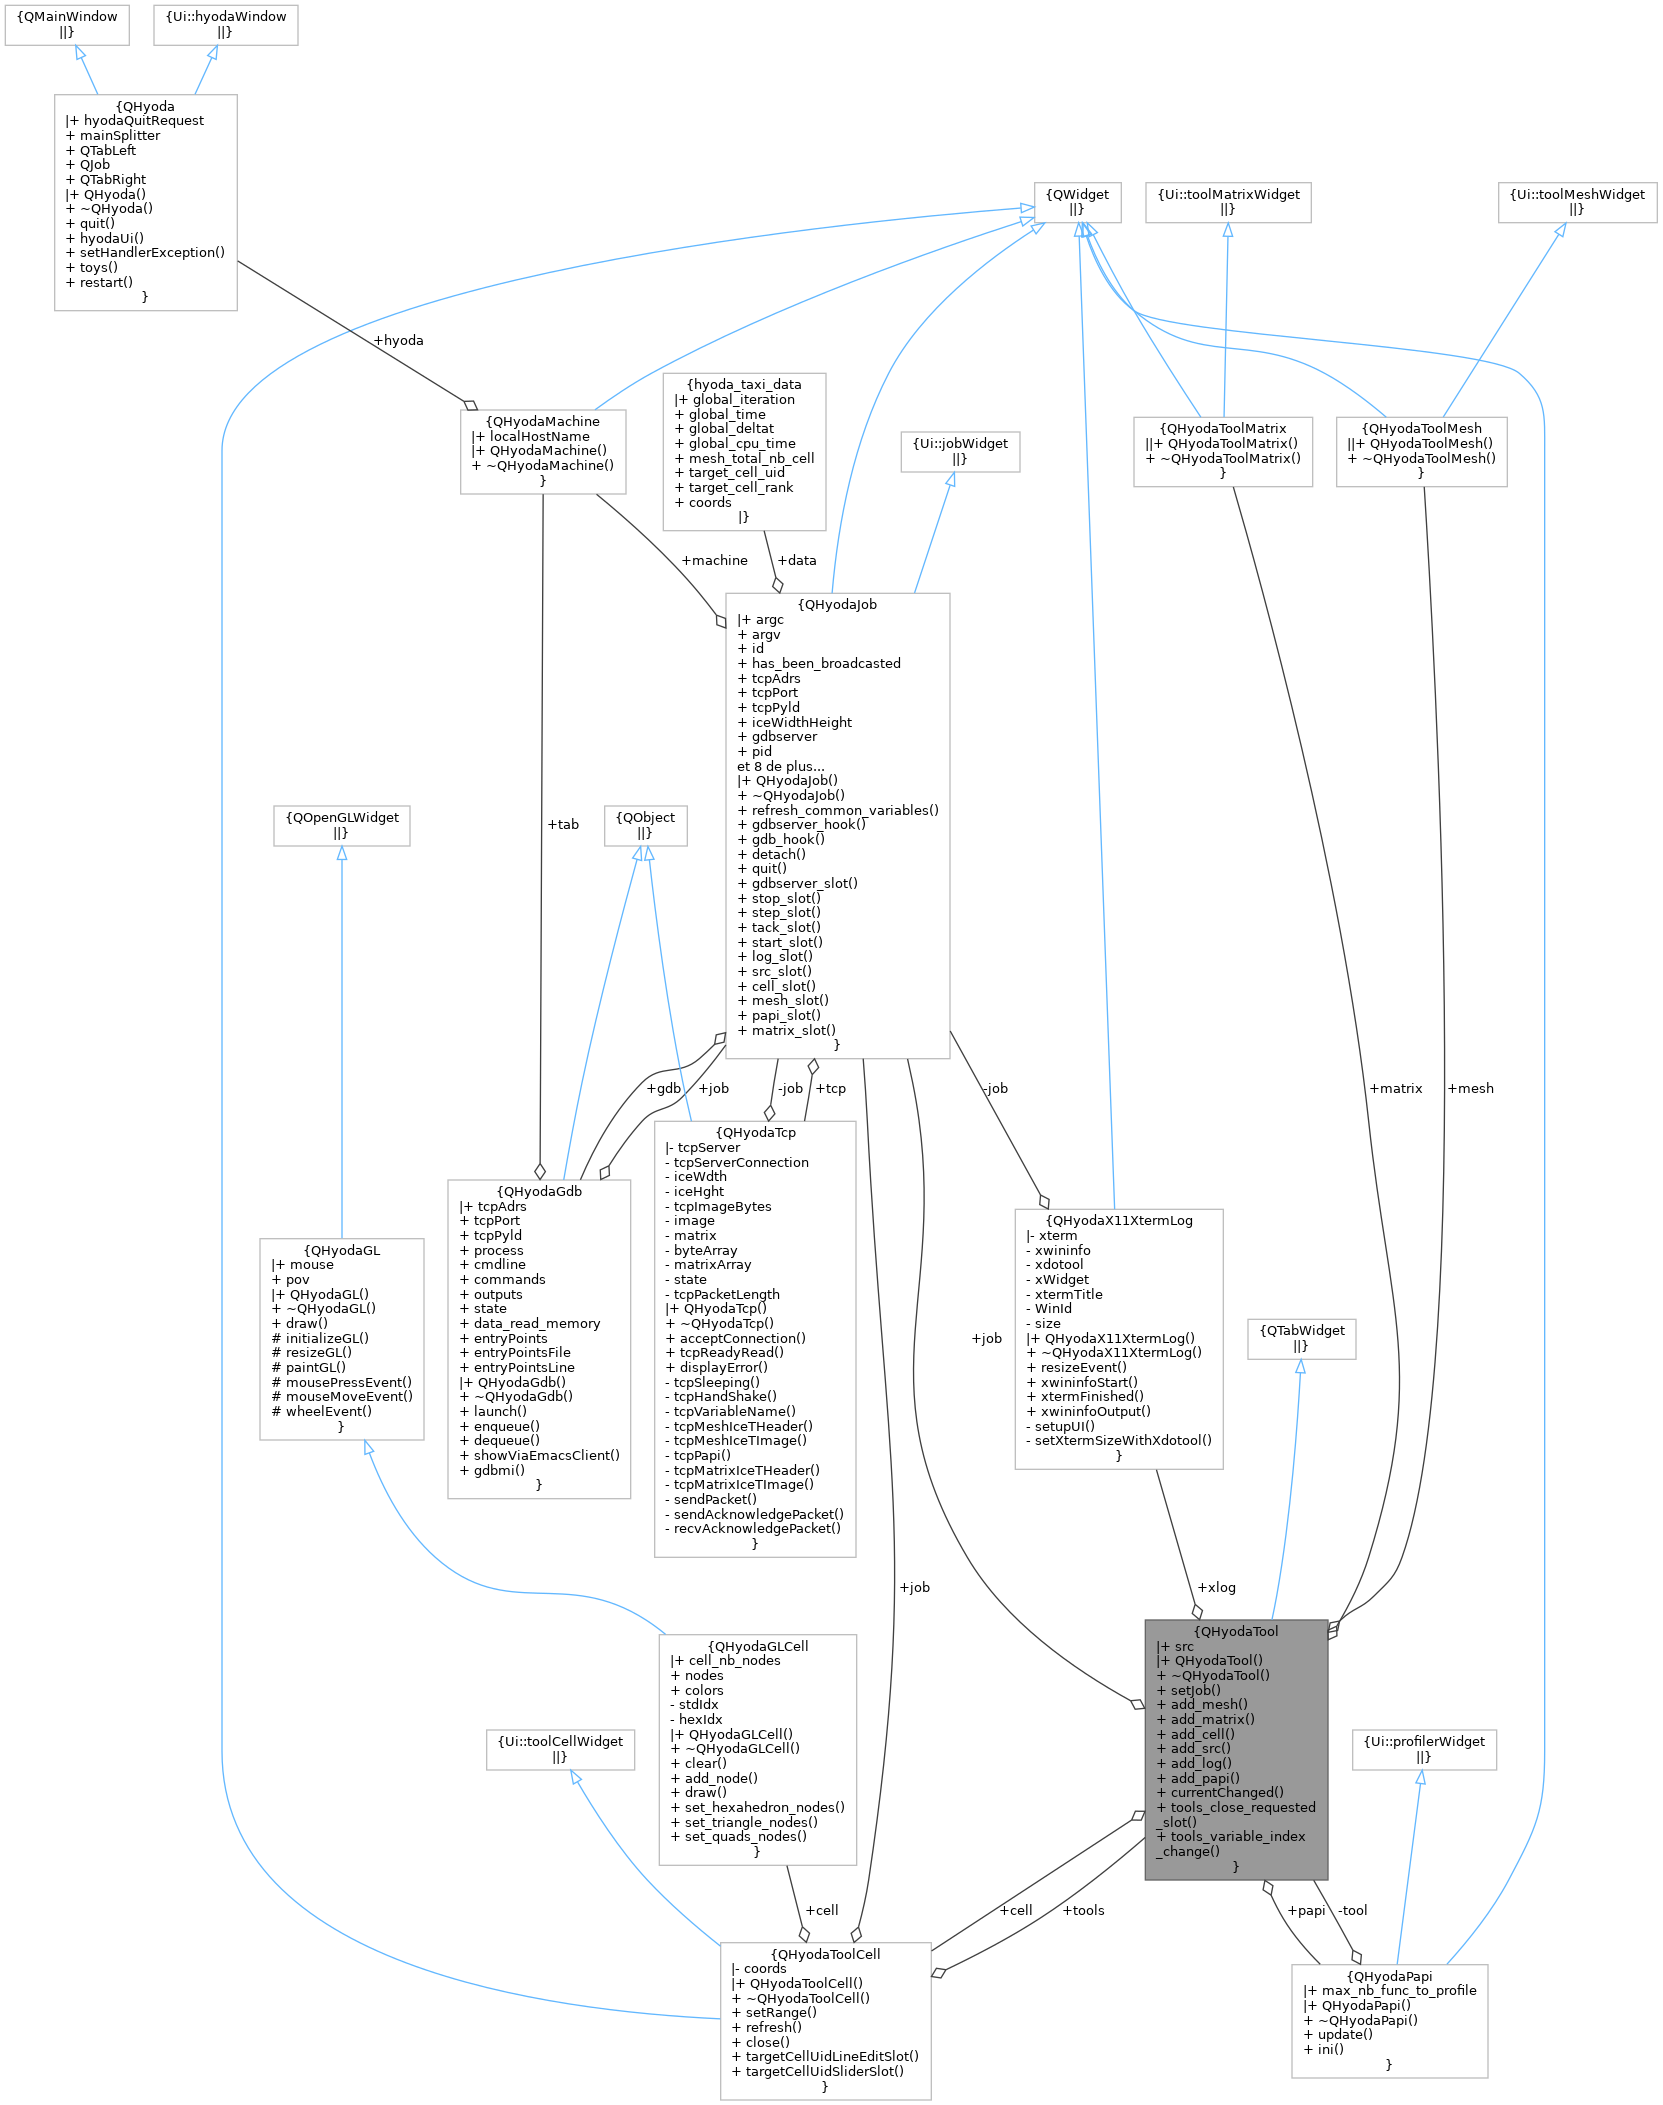 {QMainWindow
||}
{Ui::hyodaWindow
||}
{QHyoda
|+ hyodaQuitRequest
+ mainSplitter
+ QTabLeft
+ QJob
+ QTabRight
|+ QHyoda()
+ ~QHyoda()
+ quit()
+ hyodaUi()
+ setHandlerException()
+ toys()
+ restart()
}
{QWidget
||}
{Ui::toolMatrixWidget
||}
{Ui::toolMeshWidget
||}
+hyoda
{QHyodaMachine
|+ localHostName
|+ QHyodaMachine()
+ ~QHyodaMachine()
}
{hyoda_taxi_data
|+ global_iteration
+ global_time
+ global_deltat
+ global_cpu_time
+ mesh_total_nb_cell
+ target_cell_uid
+ target_cell_rank
+ coords
|}
{Ui::jobWidget
||}
{QHyodaToolMatrix
||+ QHyodaToolMatrix()
+ ~QHyodaToolMatrix()
}
{QHyodaToolMesh
||+ QHyodaToolMesh()
+ ~QHyodaToolMesh()
}
+machine
+data
{QHyodaJob
|+ argc
+ argv
+ id
+ has_been_broadcasted
+ tcpAdrs
+ tcpPort
+ tcpPyld
+ iceWidthHeight
+ gdbserver
+ pid
et 8 de plus...
|+ QHyodaJob()
+ ~QHyodaJob()
+ refresh_common_variables()
+ gdbserver_hook()
+ gdb_hook()
+ detach()
+ quit()
+ gdbserver_slot()
+ stop_slot()
+ step_slot()
+ tack_slot()
+ start_slot()
+ log_slot()
+ src_slot()
+ cell_slot()
+ mesh_slot()
+ papi_slot()
+ matrix_slot()
}
+tab
{QOpenGLWidget
||}
{QObject
||}
+gdb
+job
-job
+tcp
-job
+matrix
+mesh
{QHyodaTcp
|- tcpServer
- tcpServerConnection
- iceWdth
- iceHght
- tcpImageBytes
- image
- matrix
- byteArray
- matrixArray
- state
- tcpPacketLength
|+ QHyodaTcp()
+ ~QHyodaTcp()
+ acceptConnection()
+ tcpReadyRead()
+ displayError()
- tcpSleeping()
- tcpHandShake()
- tcpVariableName()
- tcpMeshIceTHeader()
- tcpMeshIceTImage()
- tcpPapi()
- tcpMatrixIceTHeader()
- tcpMatrixIceTImage()
- sendPacket()
- sendAcknowledgePacket()
- recvAcknowledgePacket()
}
{QHyodaGdb
|+ tcpAdrs
+ tcpPort
+ tcpPyld
+ process
+ cmdline
+ commands
+ outputs
+ state
+ data_read_memory
+ entryPoints
+ entryPointsFile
+ entryPointsLine
|+ QHyodaGdb()
+ ~QHyodaGdb()
+ launch()
+ enqueue()
+ dequeue()
+ showViaEmacsClient()
+ gdbmi()
}
{QHyodaGL
|+ mouse
+ pov
|+ QHyodaGL()
+ ~QHyodaGL()
+ draw()
# initializeGL()
# resizeGL()
# paintGL()
# mousePressEvent()
# mouseMoveEvent()
# wheelEvent()
}
{QHyodaX11XtermLog
|- xterm
- xwininfo
- xdotool
- xWidget
- xtermTitle
- WinId
- size
|+ QHyodaX11XtermLog()
+ ~QHyodaX11XtermLog()
+ resizeEvent()
+ xwininfoStart()
+ xtermFinished()
+ xwininfoOutput()
- setupUI()
- setXtermSizeWithXdotool()
}
+job
{QTabWidget
||}
+job
+xlog
{QHyodaTool
|+ src
|+ QHyodaTool()
+ ~QHyodaTool()
+ setJob()
+ add_mesh()
+ add_matrix()
+ add_cell()
+ add_src()
+ add_log()
+ add_papi()
+ currentChanged()
+ tools_close_requested
_slot()
+ tools_variable_index
_change()
}
{QHyodaGLCell
|+ cell_nb_nodes
+ nodes
+ colors
- stdIdx
- hexIdx
|+ QHyodaGLCell()
+ ~QHyodaGLCell()
+ clear()
+ add_node()
+ draw()
+ set_hexahedron_nodes()
+ set_triangle_nodes()
+ set_quads_nodes()
}
{Ui::toolCellWidget
||}
{Ui::profilerWidget
||}
+cell
+cell
+tools
+papi
-tool
{QHyodaToolCell
|- coords
|+ QHyodaToolCell()
+ ~QHyodaToolCell()
+ setRange()
+ refresh()
+ close()
+ targetCellUidLineEditSlot()
+ targetCellUidSliderSlot()
}
{QHyodaPapi
|+ max_nb_func_to_profile
|+ QHyodaPapi()
+ ~QHyodaPapi()
+ update()
+ ini()
}